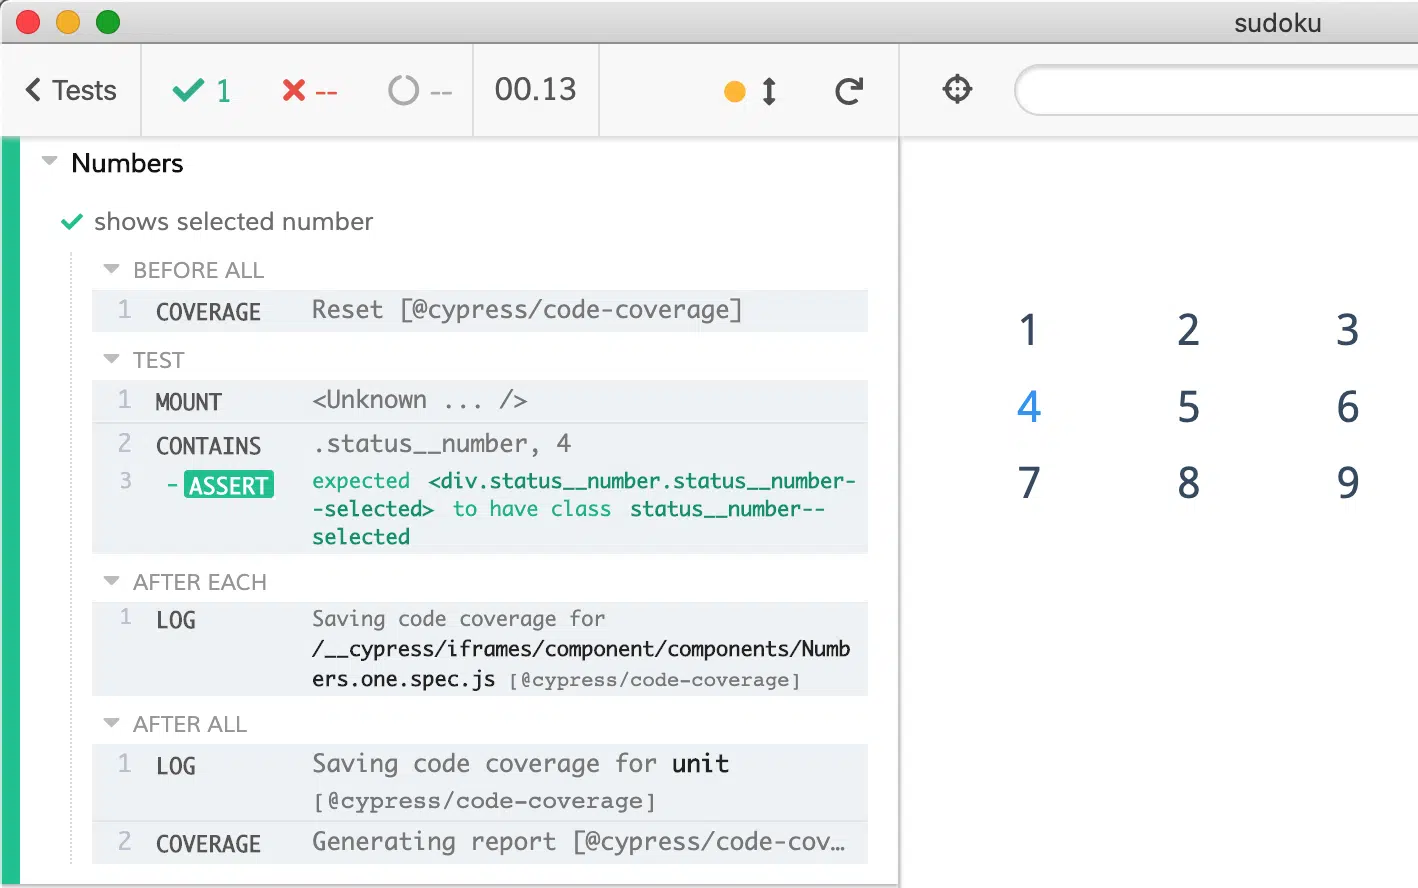 sudoku
Tests 1 -- -- 00.13
Numbers
shows selected number
BEFORE ALL
1 COVERAGE Reset [@cypress/code-coverage]
TEST
1 MOUNT <Unknown ... />
2 CONTAINS .status__number, 4
3 -ASSERT expected <div.status__number.status__number-
-selected> to have class status__number--
selected
AFTER EACH
1 LOG Saving code coverage for
/__cypress/iframes/component/components/Numb
ers.one.spec.js [@cypress/code-coverage]
AFTER ALL
1 LOG Saving code coverage for unit
[@cypress/code-coverage]
2 COVERAGE Generating report [@cypress/code-cov…
1 2 3
4 5 6
7 8 9